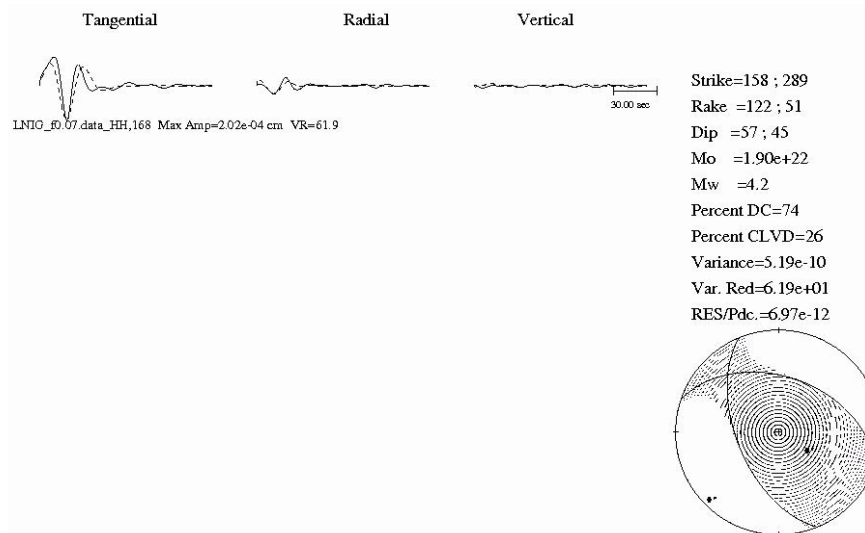 Tangential Radial Vertical
30.00 sec
LNIG_f0.07.data_HH,168 Max Amp=2.02e-04 cm VR=61.9
Strike=158 ; 289
Rake =122 ; 51
Dip =57 ; 45
Mo =1.90e+22
Mw =4.2
Percent DC=74
Percent CLVD=26
Variance=5.19e-10
Var. Red=6.19e+01
RES/Pdc.=6.97e-12